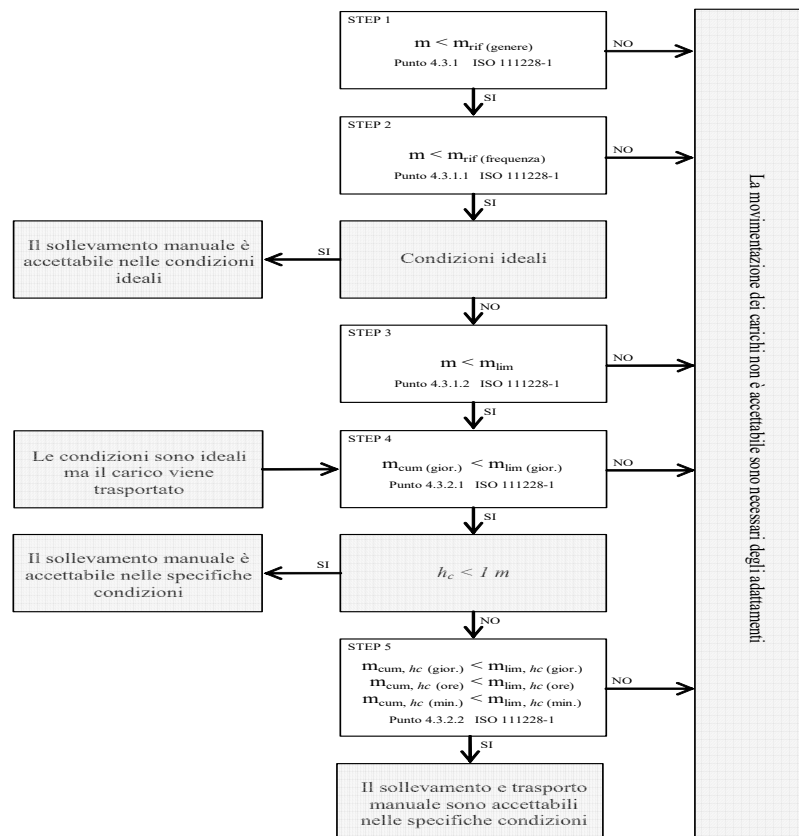 STEP 1
m < mrif (genere)
Punto 4.3.1 ISO 111228-1
NO
SI
STEP 2
m < mrif (frequenza)
Punto 4.3.1.1 ISO 111228-1
NO
SI
Il sollevamento manuale è
accettabile nelle condizioni
ideali
SI
Condizioni ideali
NO
STEP 3
m < mlim
Punto 4.3.1.2 ISO 111228-1
NO
SI
Le condizioni sono ideali
ma il carico viene
trasportato
STEP 4
mcum (gior.) < mlim (gior.)
Punto 4.3.2.1 ISO 111228-1
NO
SI
Il sollevamento manuale è
accettabile nelle specifiche
condizioni
SI
hc < 1 m
NO
STEP 5
mcum, hc (gior.) < mlim, hc (gior.)
mcum, hc (ore) < mlim, hc (ore)
mcum, hc (min.) < mlim, hc (min.)
Punto 4.3.2.2 ISO 111228-1
NO
SI
Il sollevamento e trasporto
manuale sono accettabili
nelle specifiche condizioni
La movimentazione dei carichi non è accettabile sono necessari degli adattamenti